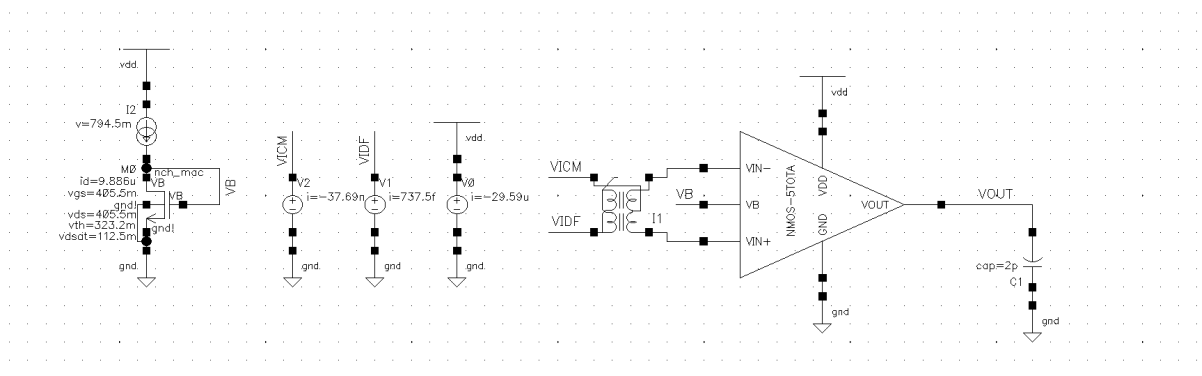 vdd
I2
v=794.5m
M0
nch_mac
id=9.886u
VB
vgs=405.5m
VB
gnd!
vds=405.5m
gnd!
vth=323.2m
vdsat=112.5m
gnd
VB
VICM
V2
i=-37.69n
gnd
VIDF
V1
i=737.5f
gnd
vdd
V0
i=-29.59u
gnd
VICM
VIDF
I1
VB
VIN-
VB
VIN+
NMOS-5TOTA
VDD
GND
VOUT
vdd
gnd
VOUT
cap=2p
C1
gnd